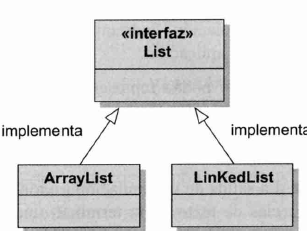 «interfaz»
List
implementa
implementa
ArrayList
LinKedList